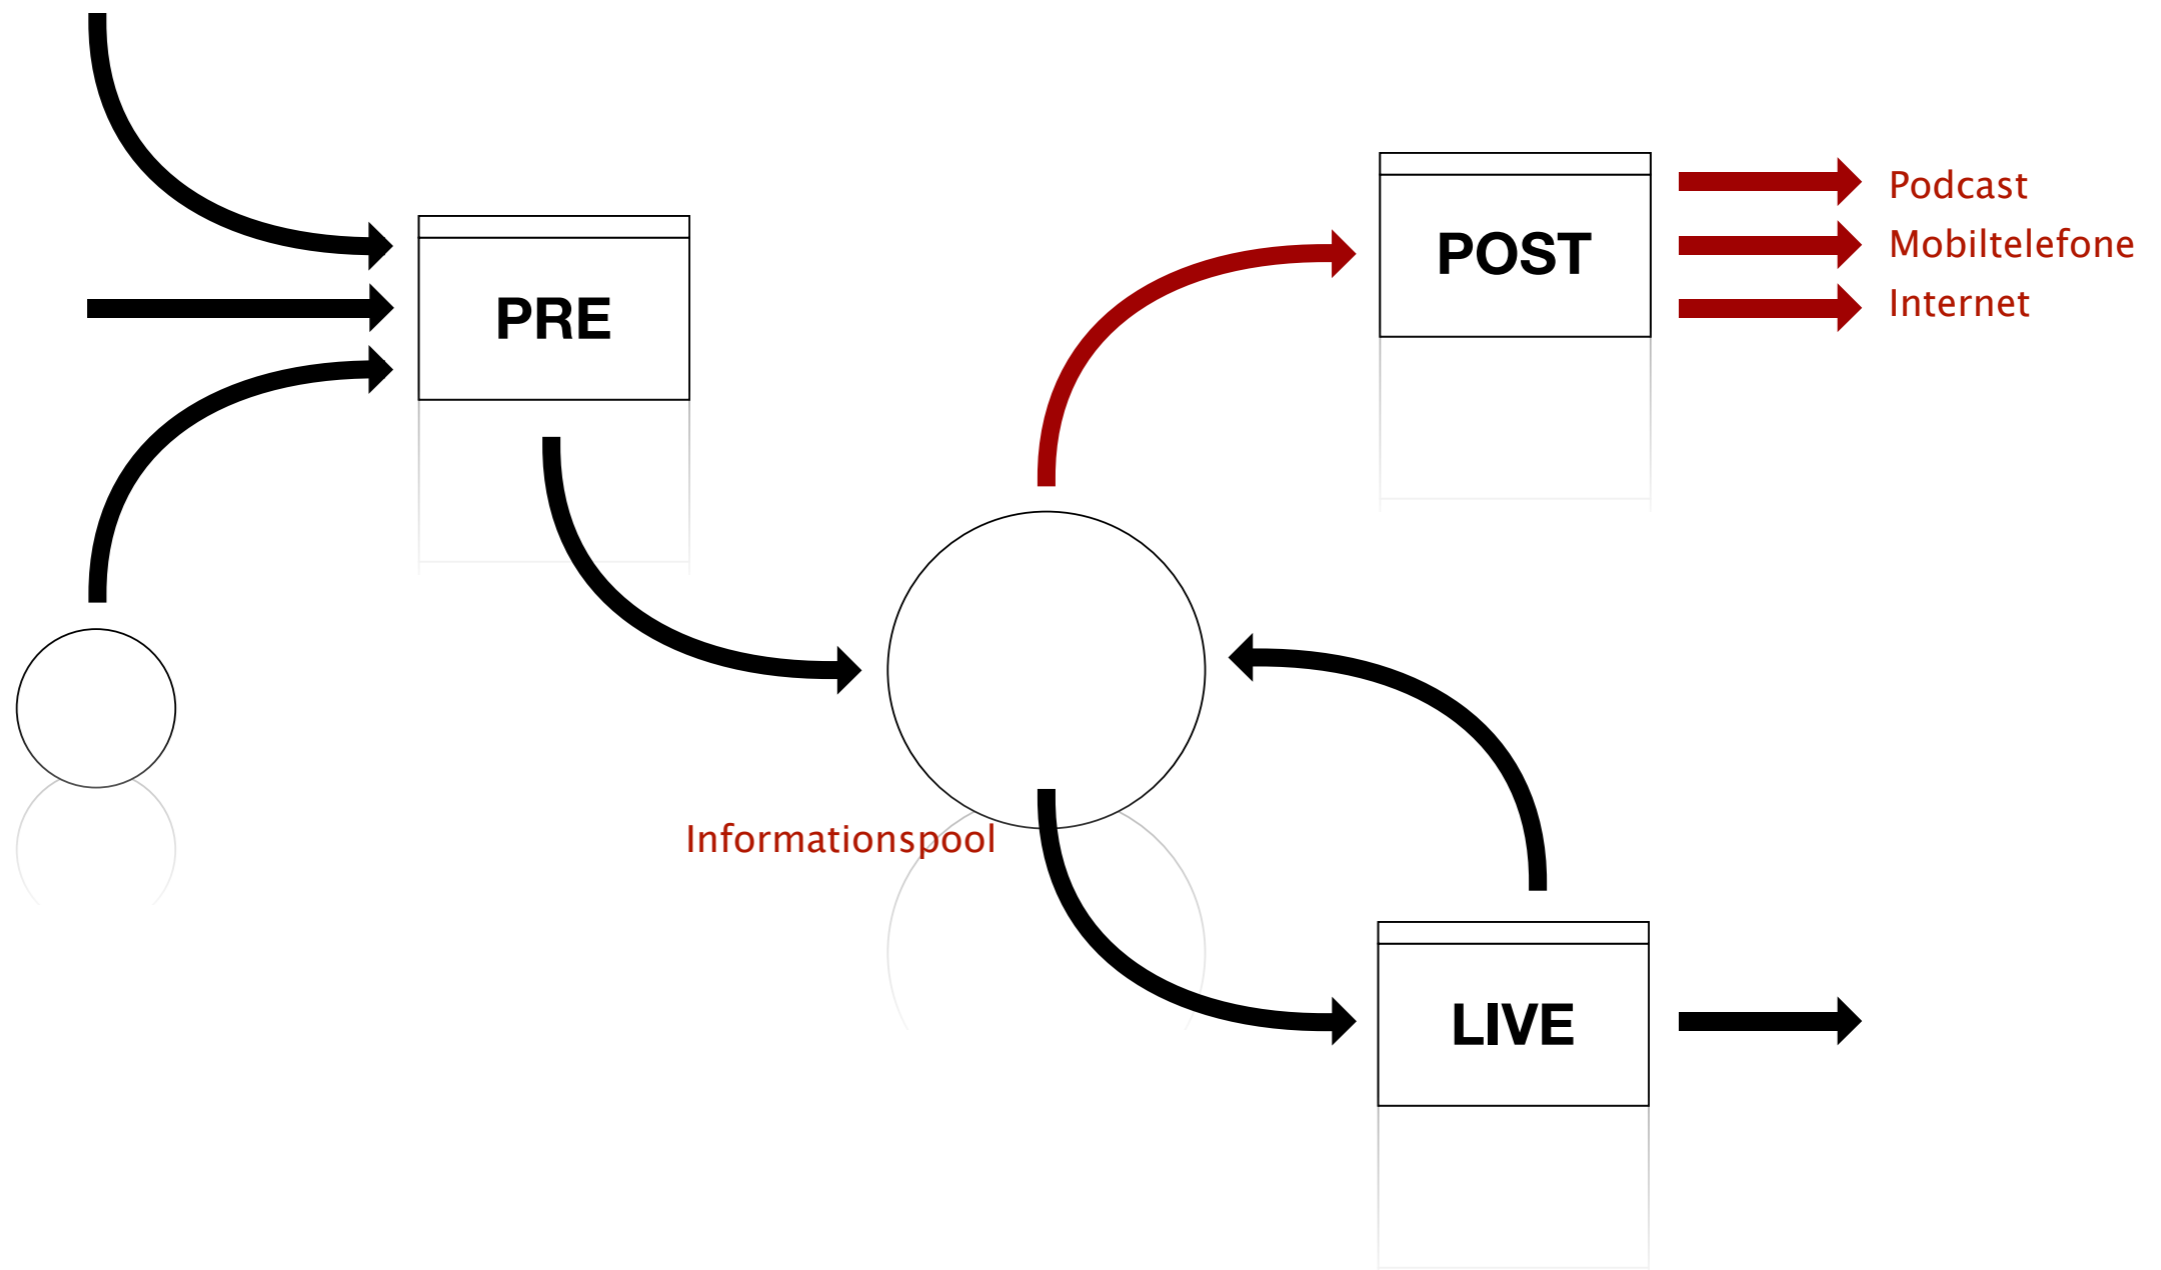 PRE
POST
Podcast
Mobiltelefone
Internet
Informationspool
LIVE